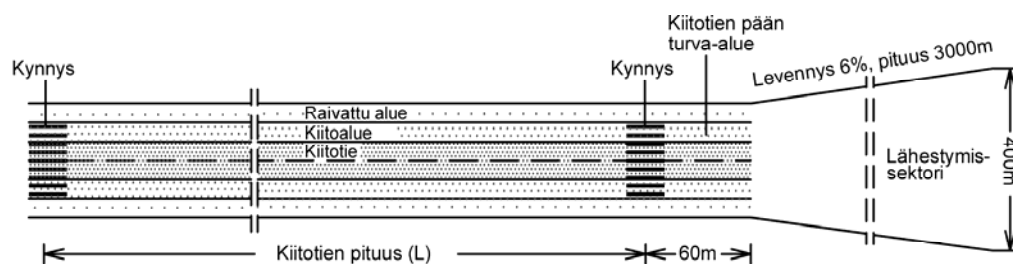 Kiitotien pään
turva-alue
Kynnys
Kynnys
Levennys 6%, pituus 3000m
Raivattu alue
Kiitoalue
Kiitotie
Lähestymis-
sektori
400m
Kiitotien pituus (L)
60m